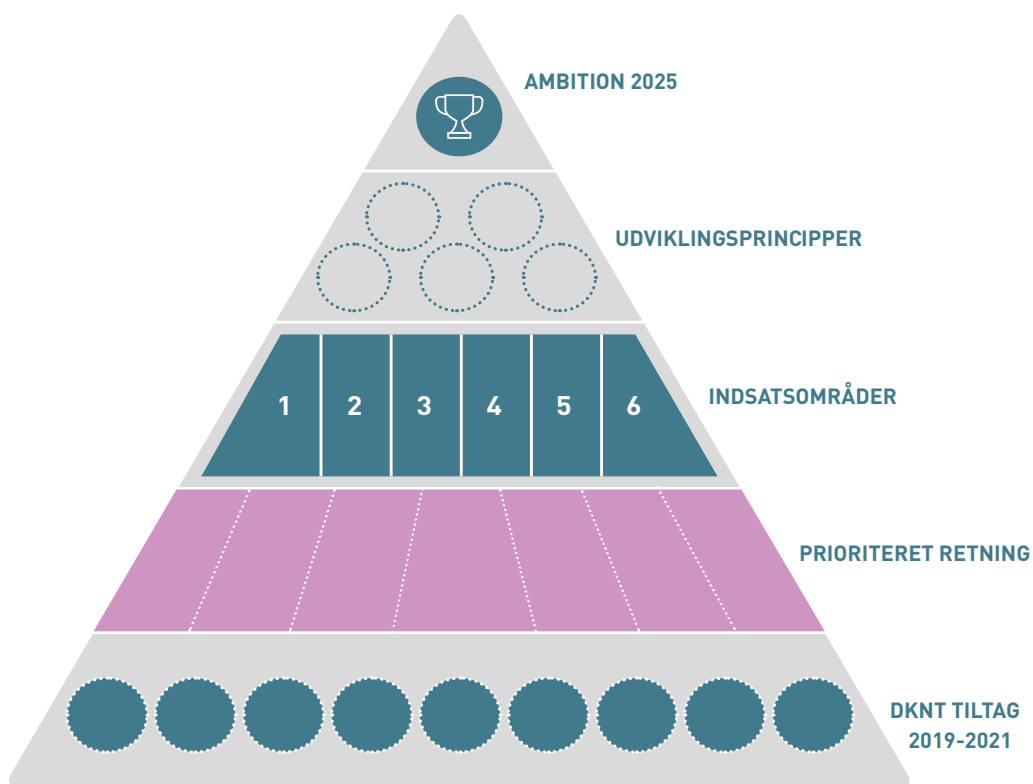 AMBITION 2025
UDVIKLINGSPRINCIPPER
1 2 3 4 5 6
INDSATSOMRÅDER
PRIORITERET RETNING
DKNT TILTAG
2019-2021